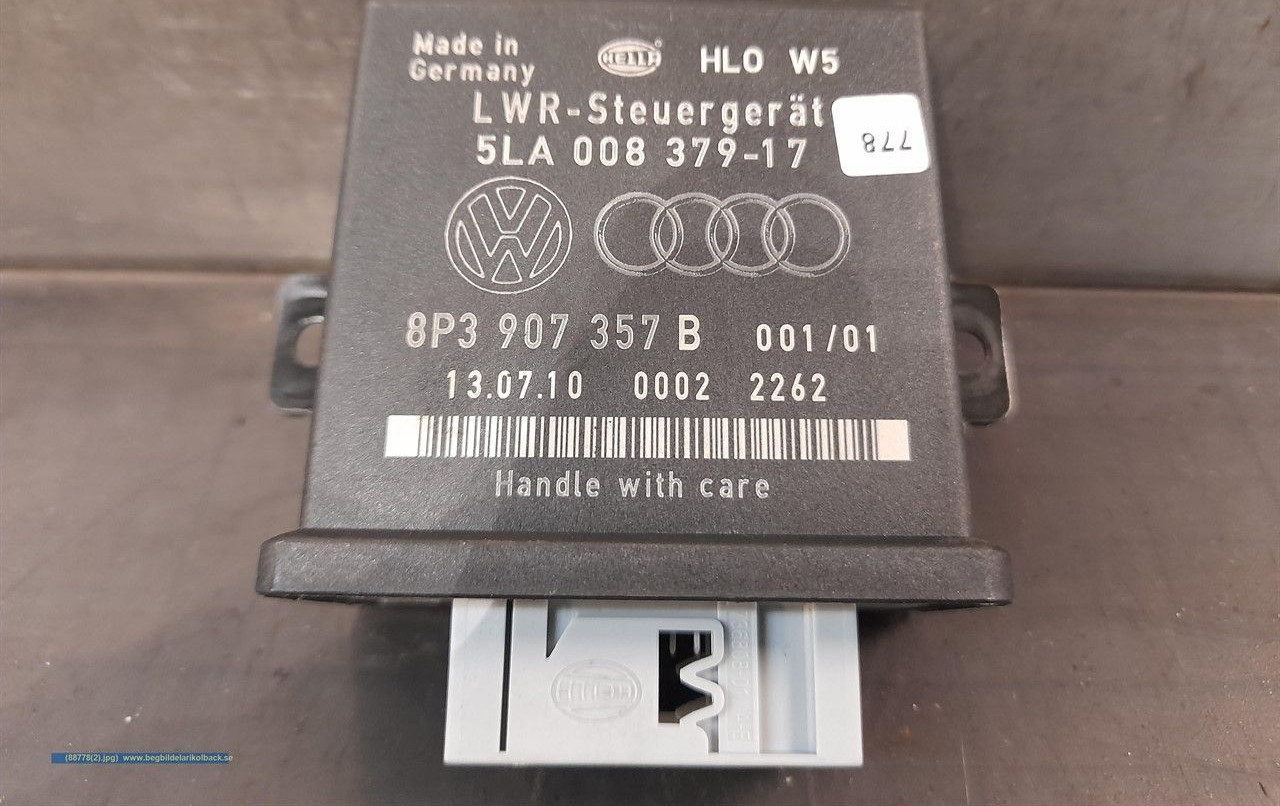 Made in
Germany
HELLA
HLO W5
LWR-Steuergerät
5LA 008 379-17
778
8P3 907 357 B 001/01
13.07.10 0002 2262
Handle with care
HELLA
(88778(2).jpg) www.begbildelarikolback.se